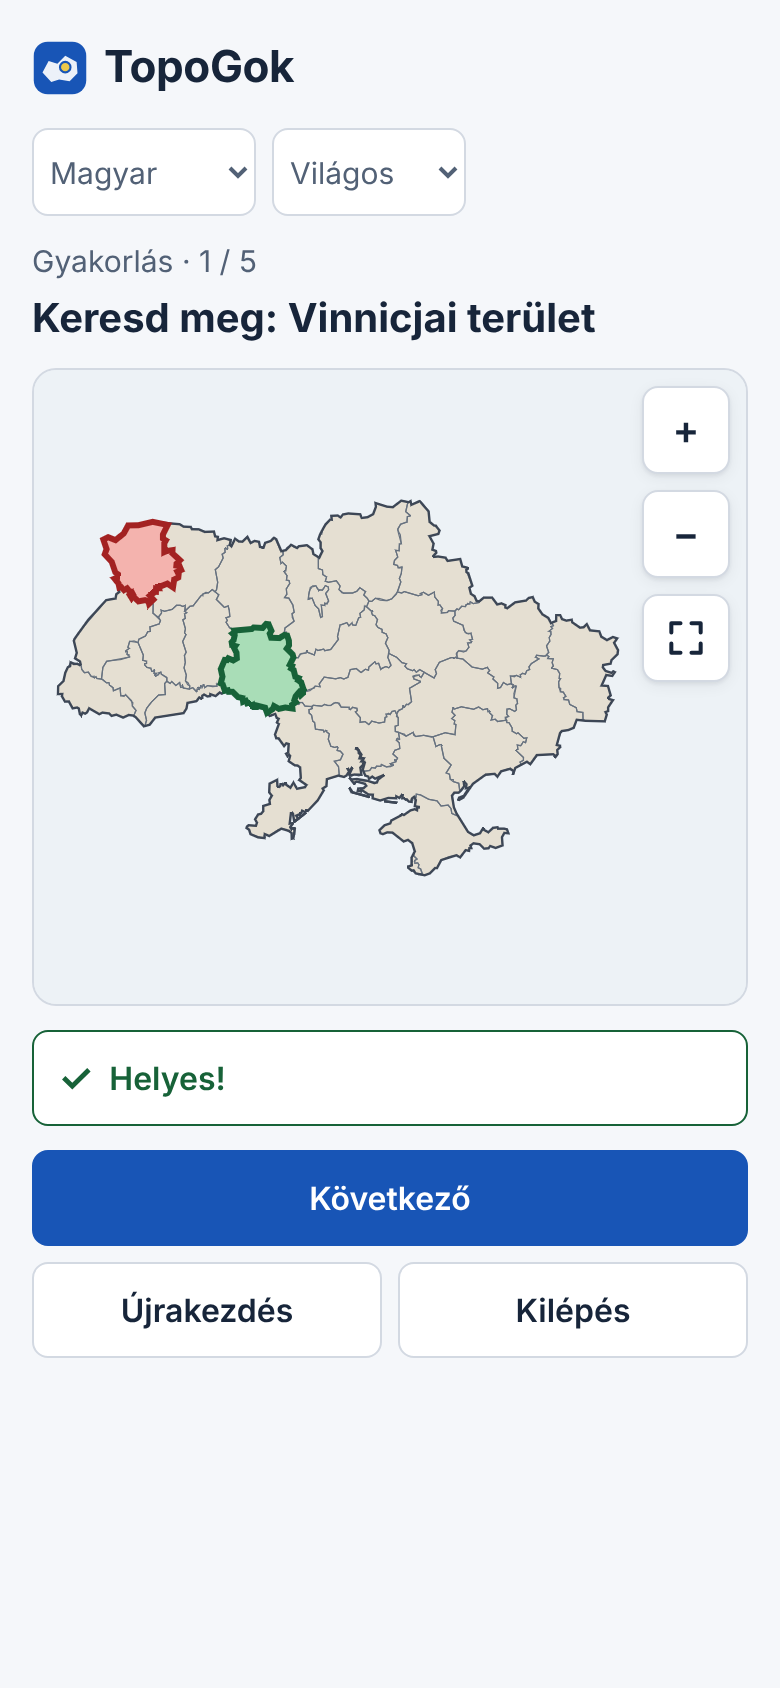 TopoGok
Magyar
Világos
Gyakorlás · 1 / 5
Keresd meg: Vinnicjai terület
+
−
Helyes!
Következő
Újrakezdés
Kilépés